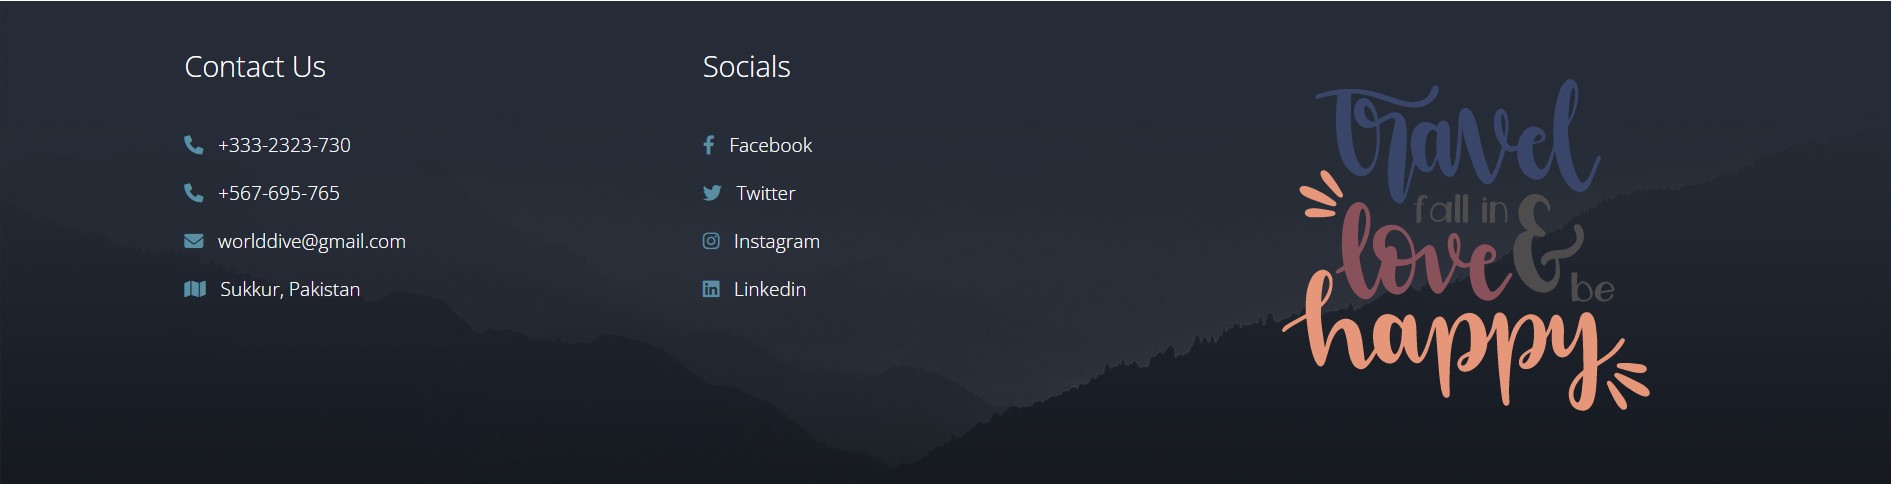 Contact Us
+333-2323-730
+567-695-765
worlddive@gmail.com
Sukkur, Pakistan
Socials
Facebook
Twitter
Instagram
Linkedin
travel
fall in
love &
be
happy